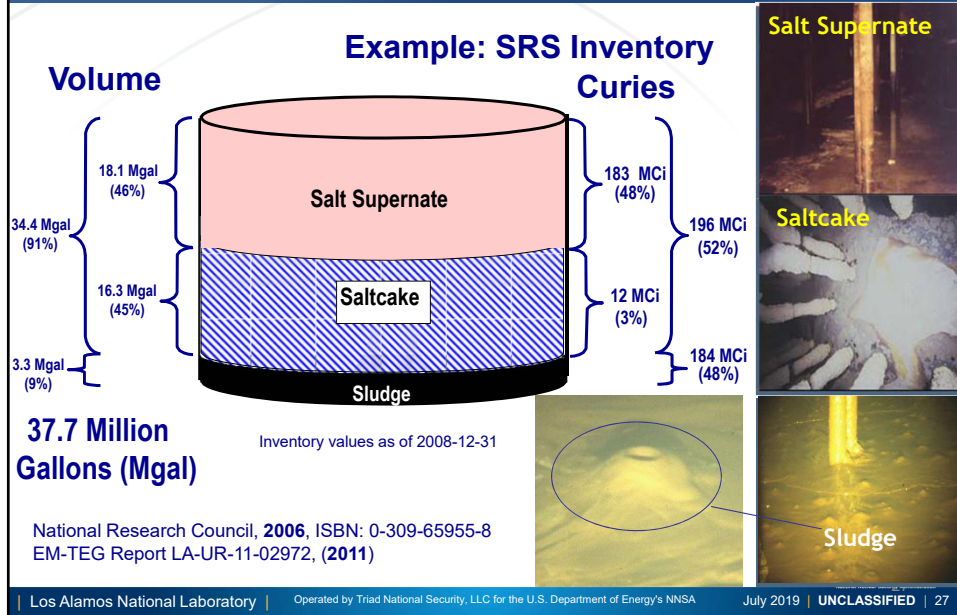 Example: SRS Inventory
Volume
Curies
18.1 Mgal
(46%)
34.4 Mgal
(91%)
16.3 Mgal
(45%)
3.3 Mgal
(9%)
Salt Supernate
Saltcake
Sludge
183 MCi
(48%)
196 MCi
(52%)
12 MCi
(3%)
184 MCi
(48%)
Salt Supernate
Saltcake
Sludge
37.7 Million
Gallons (Mgal)
Inventory values as of 2008-12-31
National Research Council, 2006, ISBN: 0-309-65955-8
EM-TEG Report LA-UR-11-02972, (2011)
| Los Alamos National Laboratory | Operated by Triad National Security, LLC for the U.S. Department of Energy's NNSA July 2019 | UNCLASSIFIED | 27